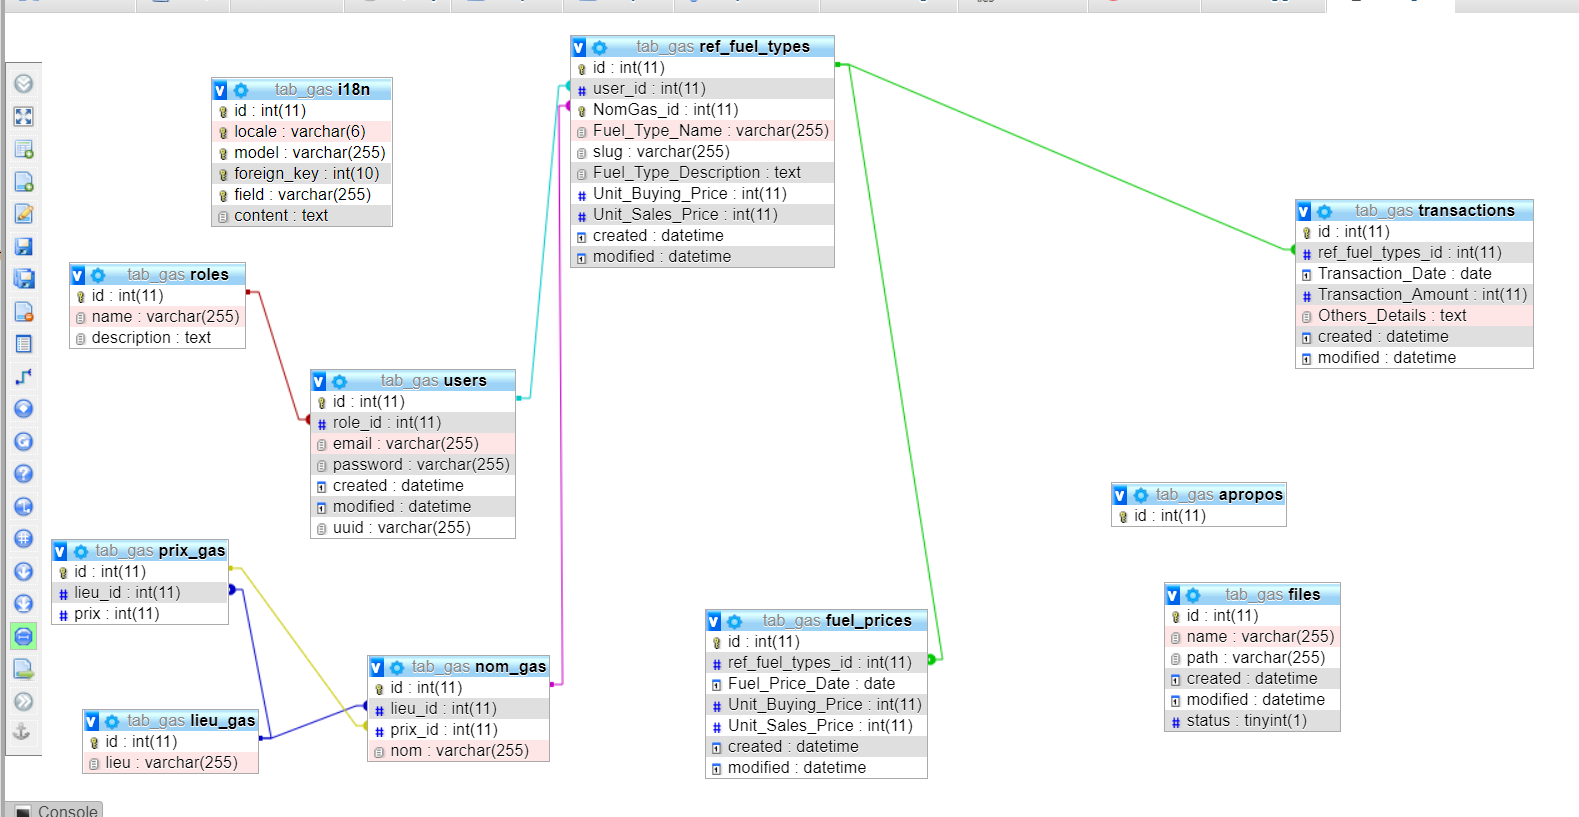 tab_gas i18n
id : int(11)
locale : varchar(6)
model : varchar(255)
foreign_key : int(10)
field : varchar(255)
content : text
tab_gas ref_fuel_types
id : int(11)
user_id : int(11)
NomGas_id : int(11)
Fuel_Type_Name : varchar(255)
slug : varchar(255)
Fuel_Type_Description : text
Unit_Buying_Price : int(11)
Unit_Sales_Price : int(11)
created : datetime
modified : datetime
tab_gas transactions
id : int(11)
ref_fuel_types_id : int(11)
Transaction_Date : date
Transaction_Amount : int(11)
Others_Details : text
created : datetime
modified : datetime
tab_gas roles
id : int(11)
name : varchar(255)
description : text
tab_gas users
id : int(11)
role_id : int(11)
email : varchar(255)
password : varchar(255)
created : datetime
modified : datetime
uuid : varchar(255)
tab_gas apropos
id : int(11)
tab_gas prix_gas
id : int(11)
lieu_id : int(11)
prix : int(11)
tab_gas files
id : int(11)
name : varchar(255)
path : varchar(255)
created : datetime
modified : datetime
status : tinyint(1)
tab_gas fuel_prices
id : int(11)
ref_fuel_types_id : int(11)
Fuel_Price_Date : date
Unit_Buying_Price : int(11)
Unit_Sales_Price : int(11)
created : datetime
modified : datetime
tab_gas nom_gas
id : int(11)
lieu_id : int(11)
prix_id : int(11)
nom : varchar(255)
tab_gas lieu_gas
id : int(11)
lieu : varchar(255)
Console